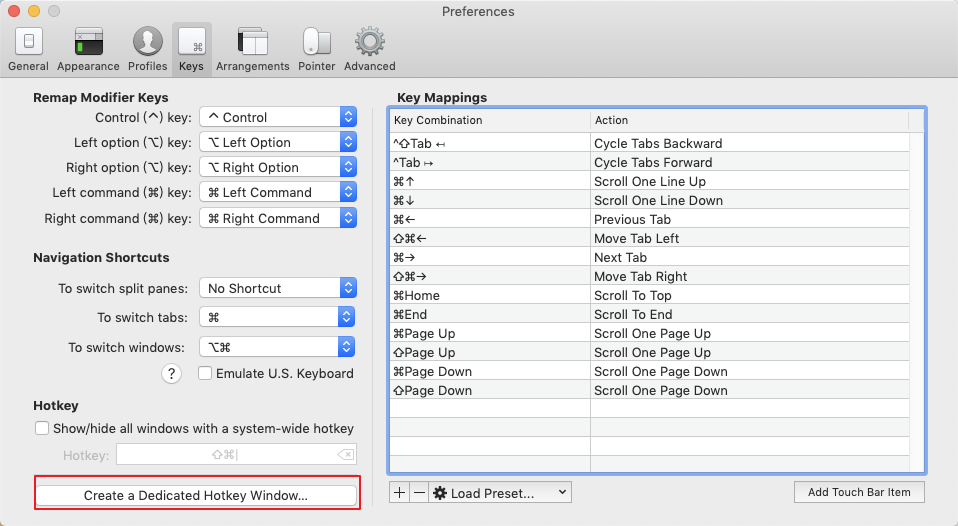 Preferences
General Appearance Profiles Keys Arrangements Pointer Advanced
Remap Modifier Keys
Control (^) key: ^ Control
Left option (⌥) key: ⌥ Left Option
Right option (⌥) key: ⌥ Right Option
Left command (⌘) key: ⌘ Left Command
Right command (⌘) key: ⌘ Right Command
Navigation Shortcuts
To switch split panes: No Shortcut
To switch tabs: ⌘
To switch windows: ⌥⌘
? Emulate U.S. Keyboard
Hotkey
Show/hide all windows with a system-wide hotkey
Hotkey: ⇧⌘|
Create a Dedicated Hotkey Window...
Key Mappings
Key Combination Action
^⇧Tab ↤ Cycle Tabs Backward
^Tab ↦ Cycle Tabs Forward
⌘↑ Scroll One Line Up
⌘↓ Scroll One Line Down
⌘← Previous Tab
⇧⌘← Move Tab Left
⌘→ Next Tab
⇧⌘→ Move Tab Right
⌘Home Scroll To Top
⌘End Scroll To End
⌘Page Up Scroll One Page Up
⇧Page Up Scroll One Page Up
⌘Page Down Scroll One Page Down
⇧Page Down Scroll One Page Down
+ − Load Preset... Add Touch Bar Item